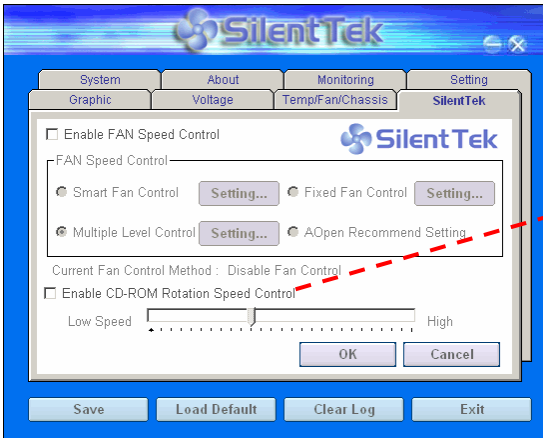 SilentTek
System About Monitoring Setting
Graphic Voltage Temp/Fan/Chassis SilentTek
Enable FAN Speed Control
SilentTek
FAN Speed Control
Smart Fan Control Setting... Fixed Fan Control Setting...
Multiple Level Control Setting... AOpen Recommend Setting
Current Fan Control Method : Disable Fan Control
Enable CD-ROM Rotation Speed Control
Low Speed High
OK Cancel
Save Load Default Clear Log Exit